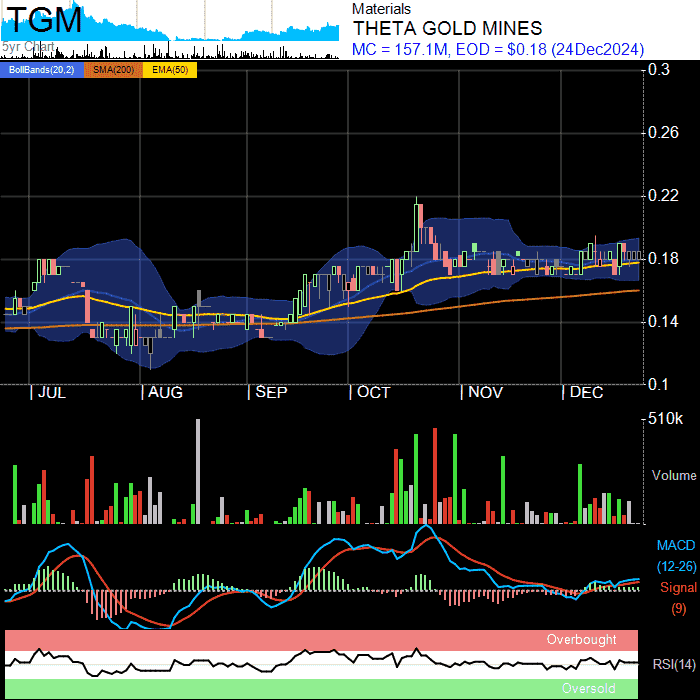 TGM
5yr Chart
Materials
THETA GOLD MINES
MC = 157.1M, EOD = $0.18 (24Dec2024)
BollBands(20,2) SMA(200) EMA(50)
0.3
0.26
0.22
0.18
0.14
0.1
JUL AUG SEP OCT NOV DEC
510k
Volume
MACD
(12-26)
Signal
(9)
Overbought
RSI(14)
Oversold